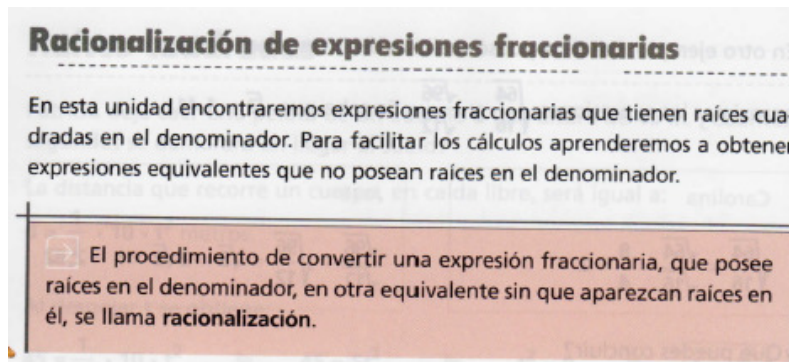 Racionalización de expresiones fraccionarias
En esta unidad encontaremos expresiones fraccionarias que tienen raíces cua-
dradas en el denominador. Para facilitar los cálculos aprenderemos a obtener
expresiones equivalentes que no posean raíces en el denominador.
El procedimiento de convertir una expresión fraccionaria, que posee
raíces en el denominador, en otra equivalente sin que aparezcan raíces en
él, se llama racionalización.